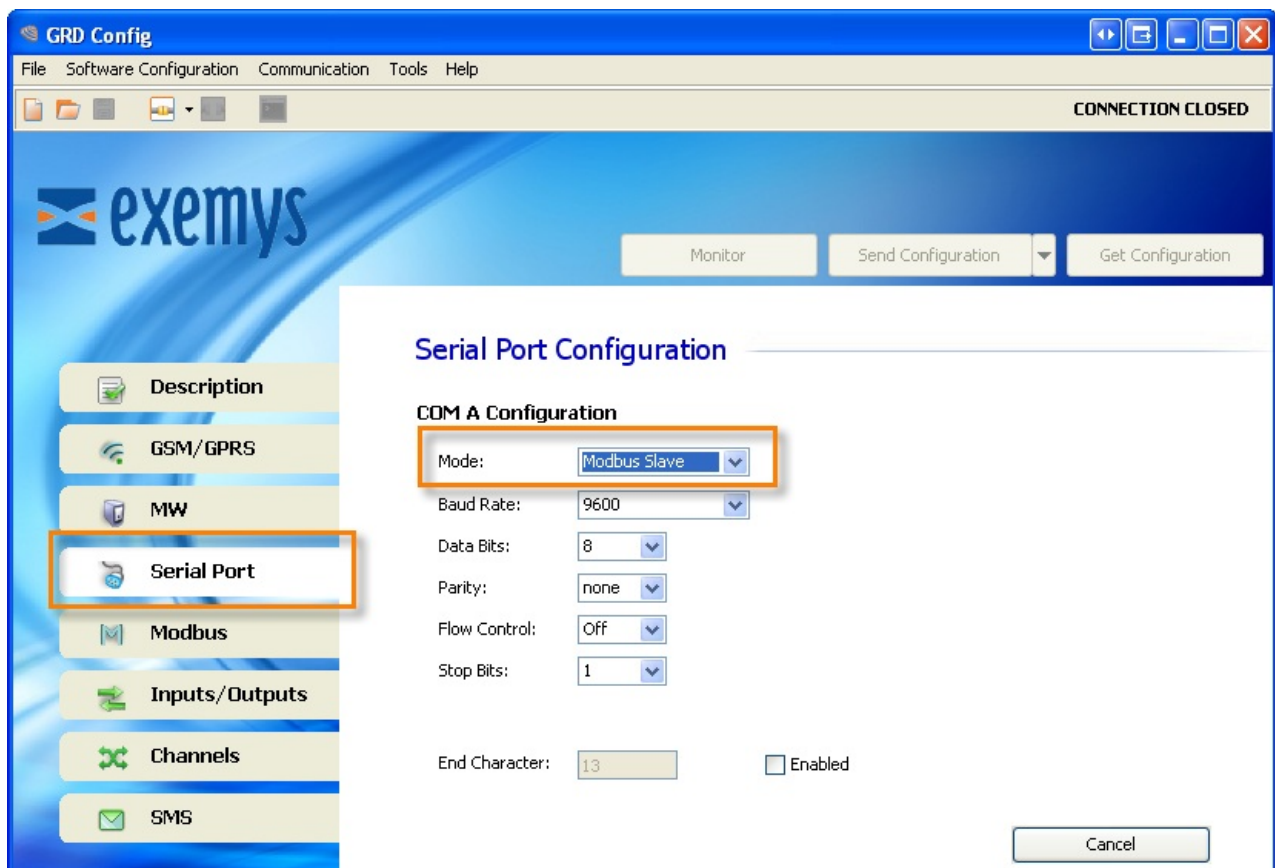 GRD Config
File Software Configuration Communication Tools Help
CONNECTION CLOSED
exemys
Monitor Send Configuration Get Configuration
Serial Port Configuration
Description
GSM/GPRS
MW
Serial Port
Modbus
Inputs/Outputs
Channels
SMS
COM A Configuration
Mode: Modbus Slave
Baud Rate: 9600
Data Bits: 8
Parity: none
Flow Control: Off
Stop Bits: 1
End Character: 13 Enabled
Cancel